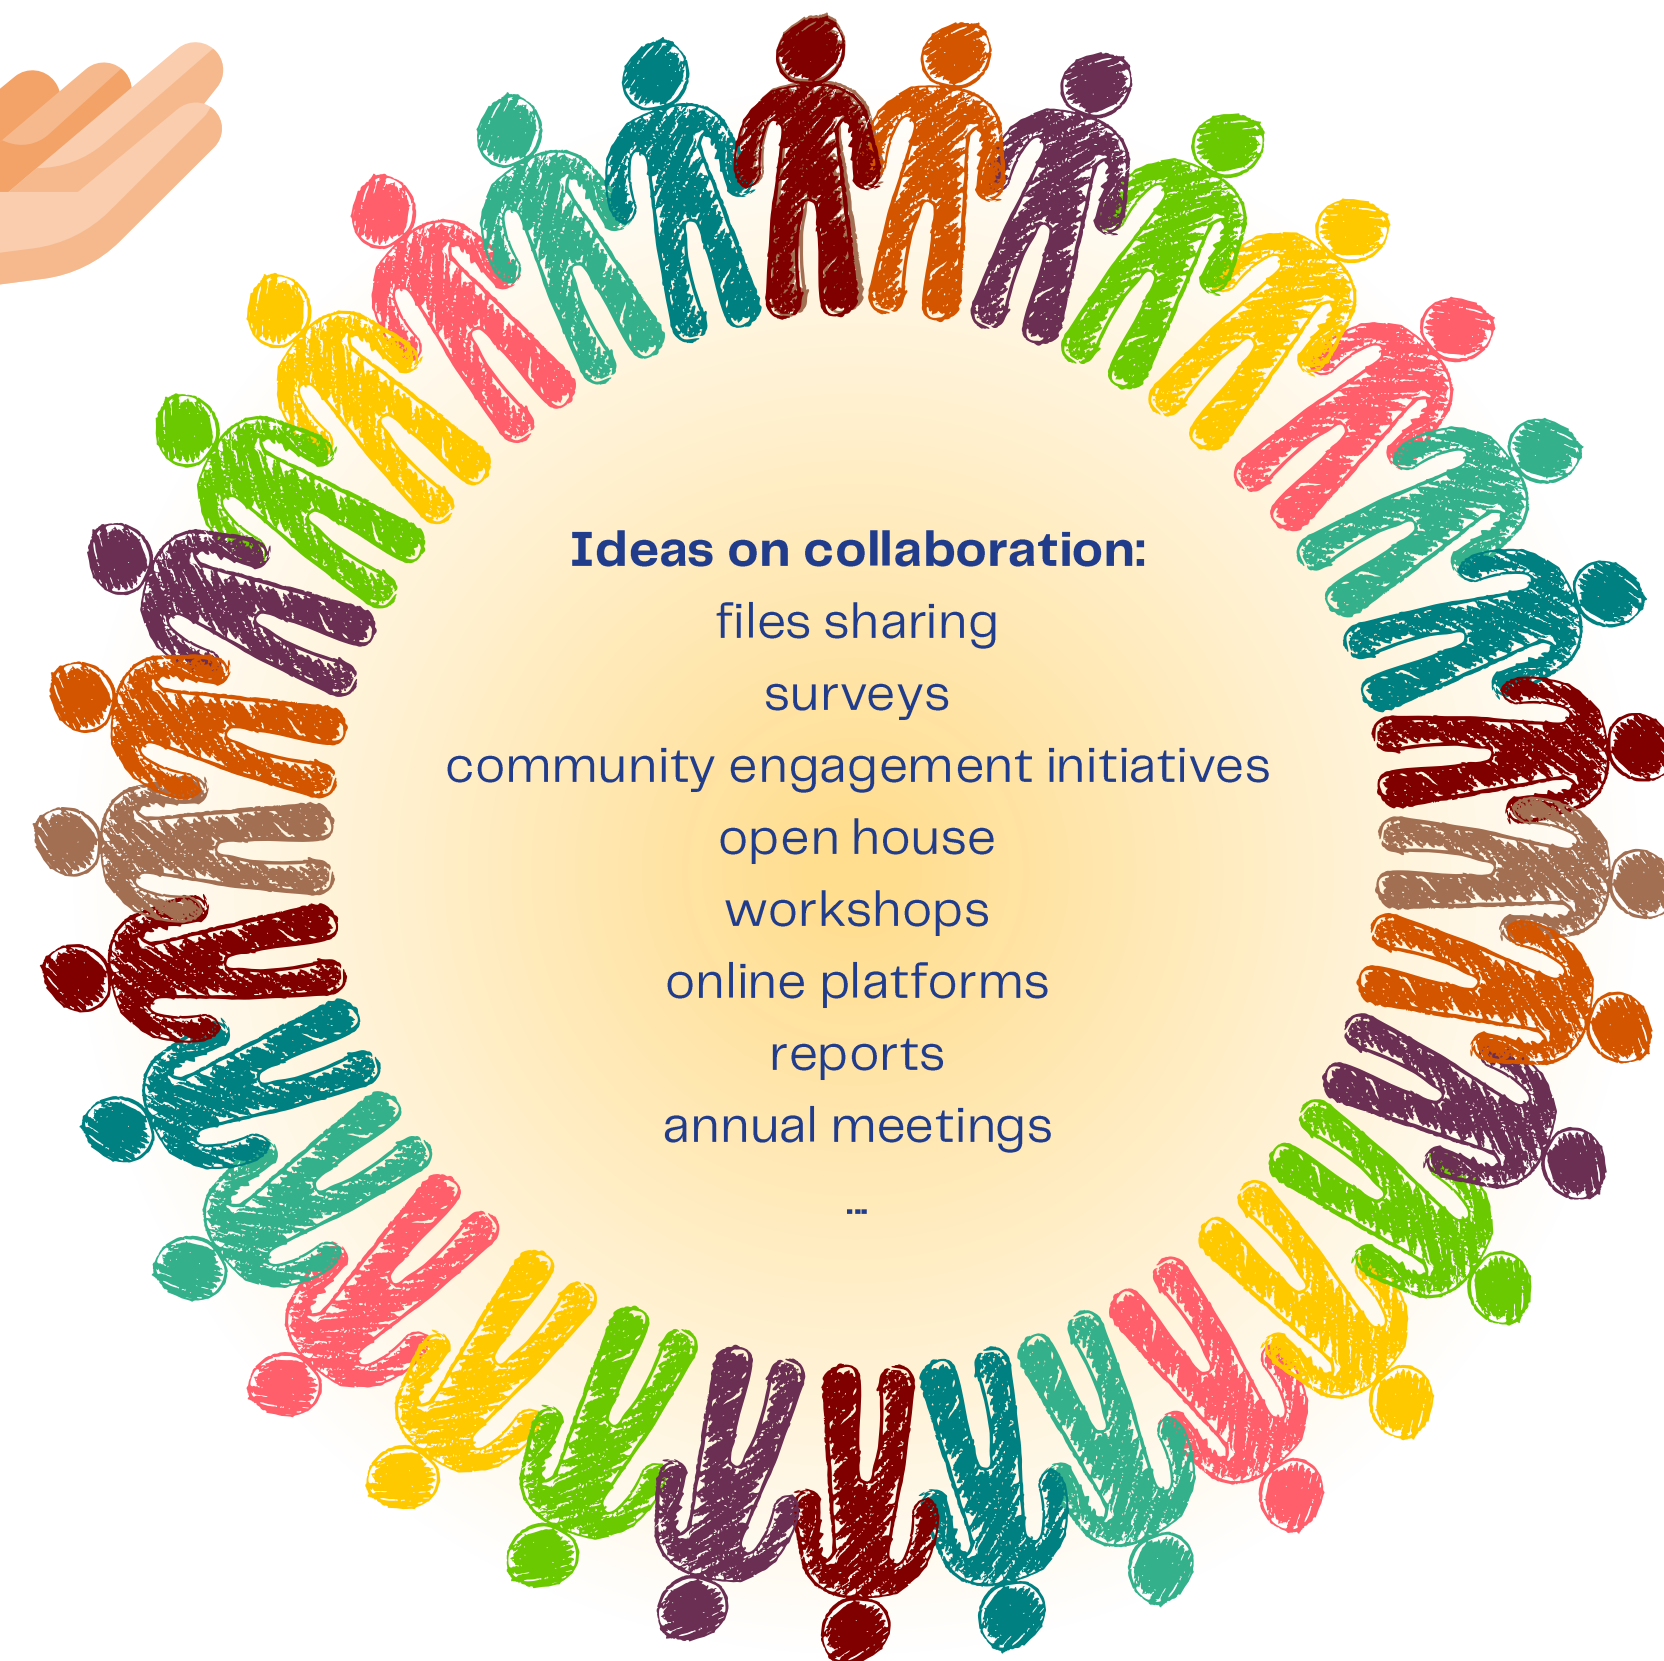 Ideas on collaboration:
files sharing
surveys
community engagement initiatives
open house
workshops
online platforms
reports
annual meetings
...